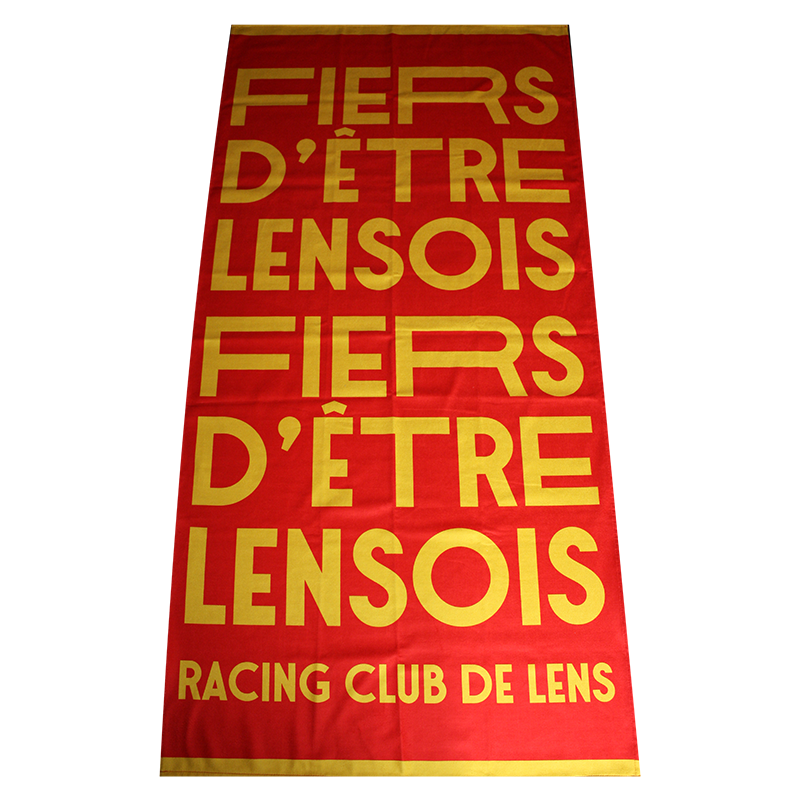 FIERS
D'ÊTRE
LENSOIS
FIERS
D'ÊTRE
LENSOIS
RACING CLUB DE LENS